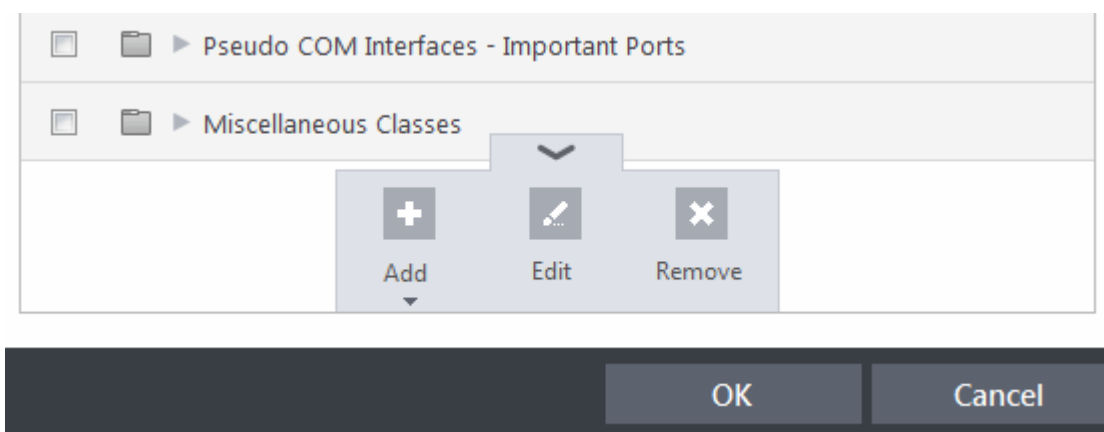 Pseudo COM Interfaces - Important Ports
Miscellaneous Classes
Add
Edit
Remove
OK
Cancel